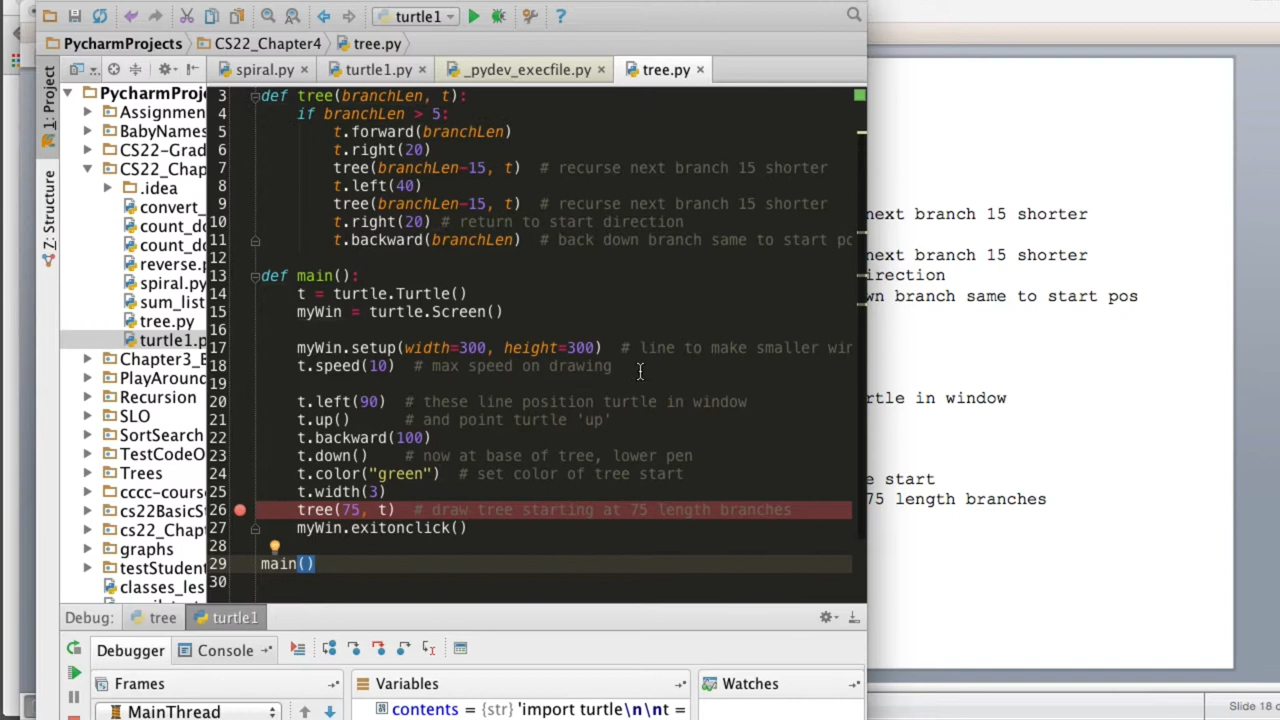 turtle1
PycharmProjects CS22_Chapter4 tree.py
spiral.py turtle1.py _pydev_execfile.py tree.py
1: Project
Z: Structure
PycharmProj
Assignmen
BabyNames
CS22-Grad
CS22_Chap
.idea
convert_
count_do
count_do
reverse.p
spiral.py
sum_list
tree.py
turtle1.p
Chapter3_E
PlayAroun
Recursion
SLO
SortSearch
TestCodeO
Trees
cccc-cours
cs22BasicS
cs22_Chap
graphs
testStudent
classes_les
3 def tree(branchLen, t):
4 if branchLen > 5:
5 t.forward(branchLen)
6 t.right(20)
7 tree(branchLen-15, t) # recurse next branch 15 shorter
8 t.left(40)
9 tree(branchLen-15, t) # recurse next branch 15 shorter
10 t.right(20) # return to start direction
11 t.backward(branchLen) # back down branch same to start po
12
13 def main():
14 t = turtle.Turtle()
15 myWin = turtle.Screen()
16
17 myWin.setup(width=300, height=300) # line to make smaller win
18 t.speed(10) # max speed on drawing
19
20 t.left(90) # these line position turtle in window
21 t.up() # and point turtle 'up'
22 t.backward(100)
23 t.down() # now at base of tree, lower pen
24 t.color("green") # set color of tree start
25 t.width(3)
26 tree(75, t) # draw tree starting at 75 length branches
27 myWin.exitonclick()
28
29 main()
30
next branch 15 shorter
next branch 15 shorter
irection
wn branch same to start pos
rtle in window
e start
75 length branches
Debug: tree turtle1
Debugger Console
Frames Variables Watches
MainThread contents = {str} 'import turtle\n\nt =
Slide 18 o